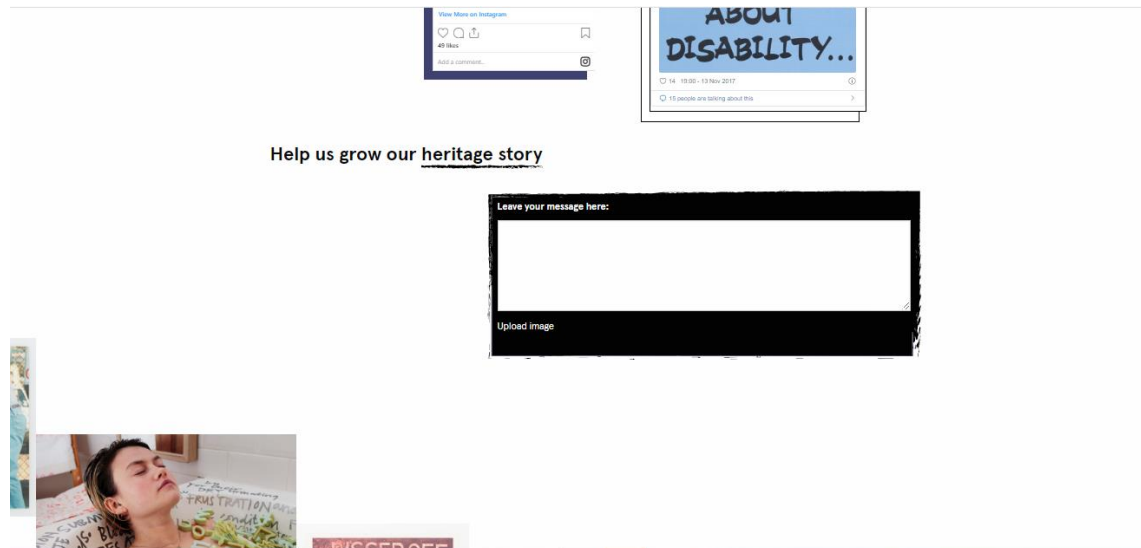 View More on Instagram
49 likes
Add a comment...
ABOUT
DISABILITY...
14 15:00 - 13 Nov 2017
15 people are talking about this
Help us grow our heritage story
Leave your message here:
Upload image
FRUSTRATION